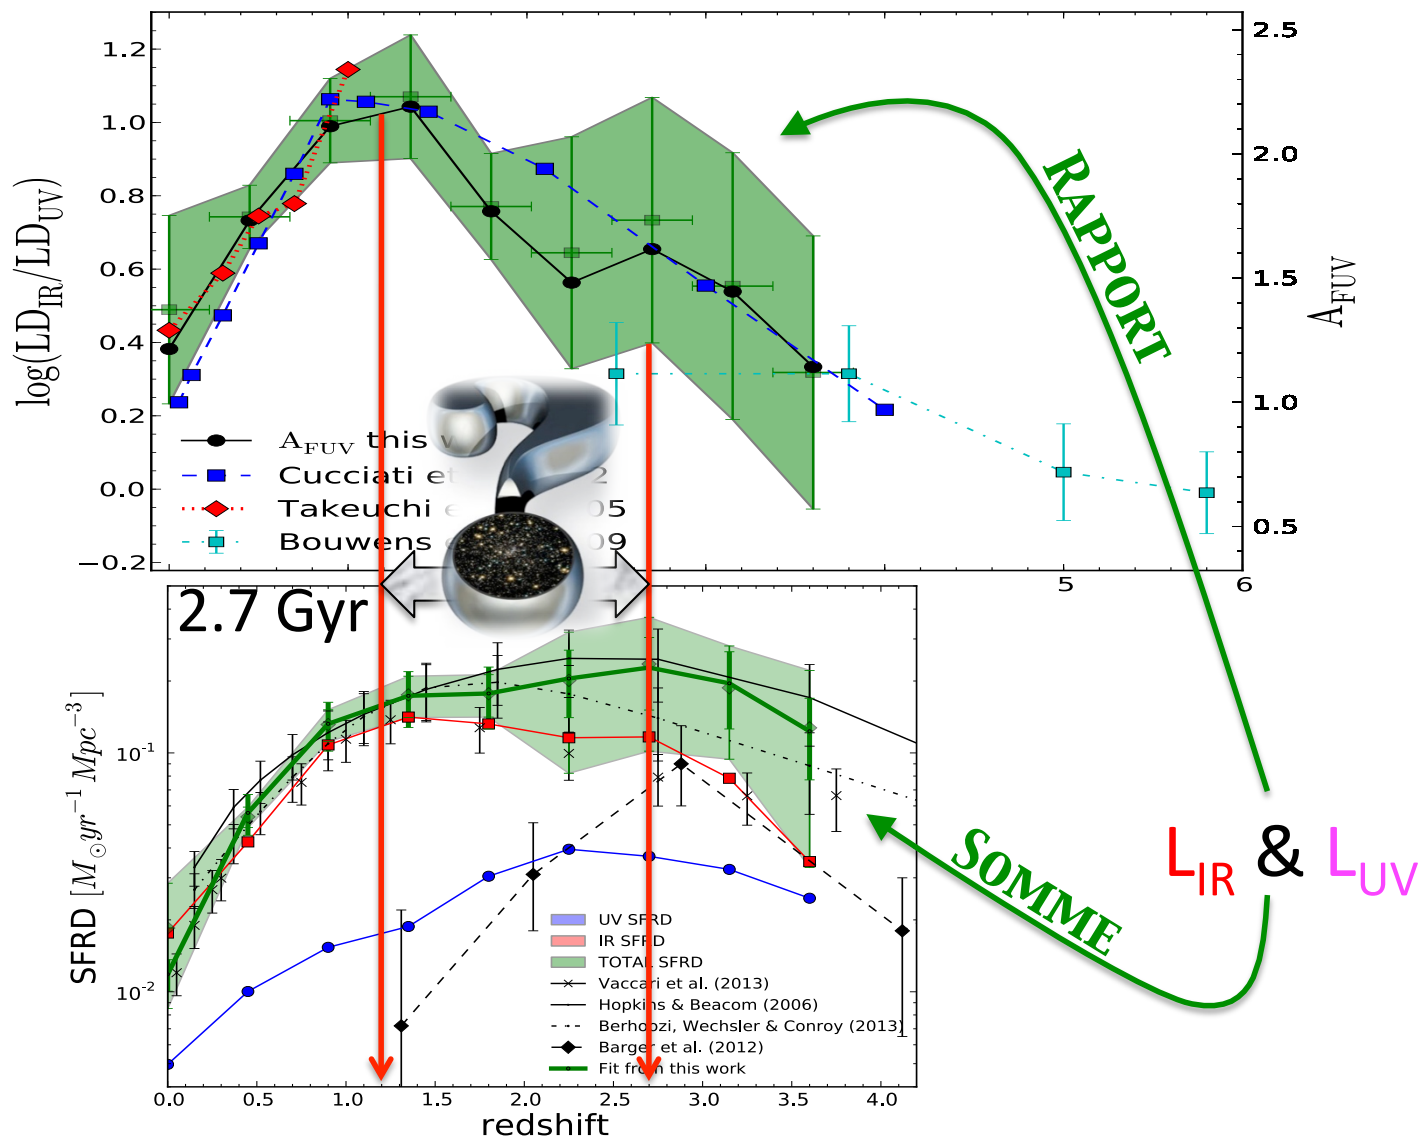 1.2
1.0
0.8
0.6
0.4
0.2
0.0
−0.2
log(LD_IR/LD_UV)
2.5
2.0
1.5
1.0
0.5
A_FUV
A_FUV this
Cucciati et 2
Takeuchi 05
Bouwens 09
5
6
RAPPORT
2.7 Gyr
SFRD [M⊙yr⁻¹ Mpc⁻³]
10⁻¹
10⁻²
UV SFRD
IR SFRD
TOTAL SFRD
Vaccari et al. (2013)
Hopkins & Beacom (2006)
Berhoozi, Wechsler & Conroy (2013)
Barger et al. (2012)
Fit from this work
0.0 0.5 1.0 1.5 2.0 2.5 3.0 3.5 4.0
redshift
L_IR & L_UV
SOMME